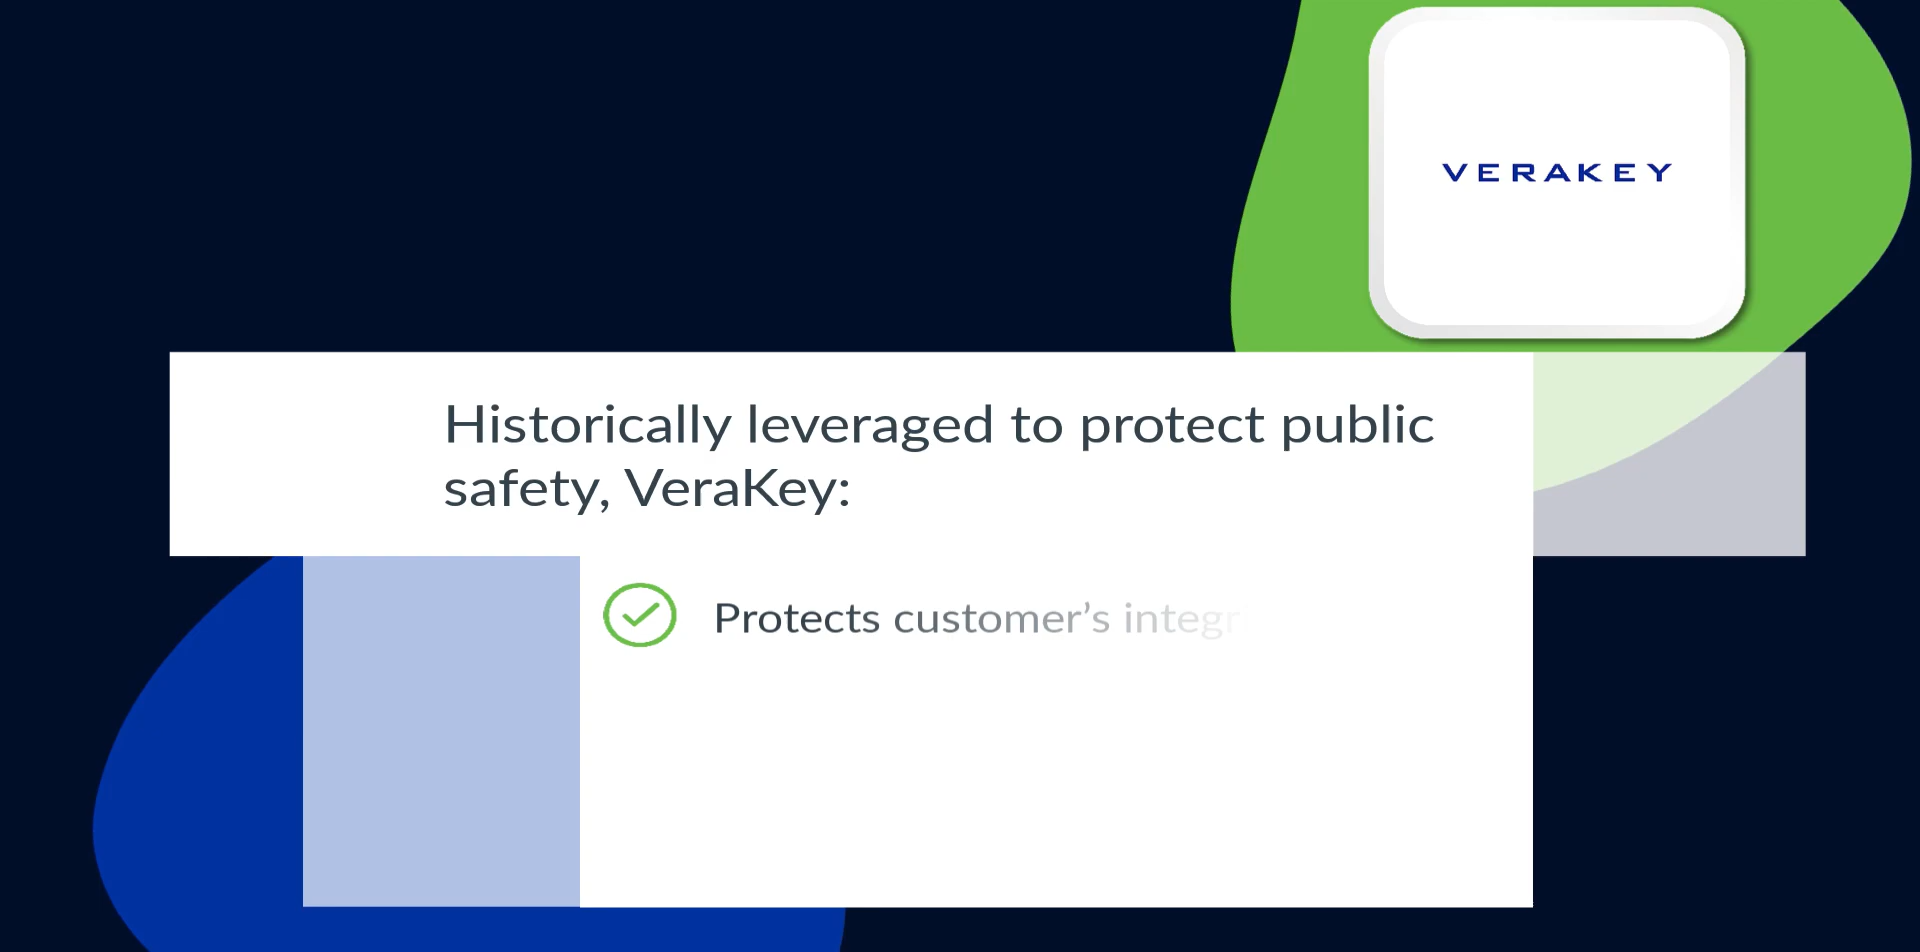 VERAKEY
Historically leveraged to protect public
safety, VeraKey:
Protects customer’s